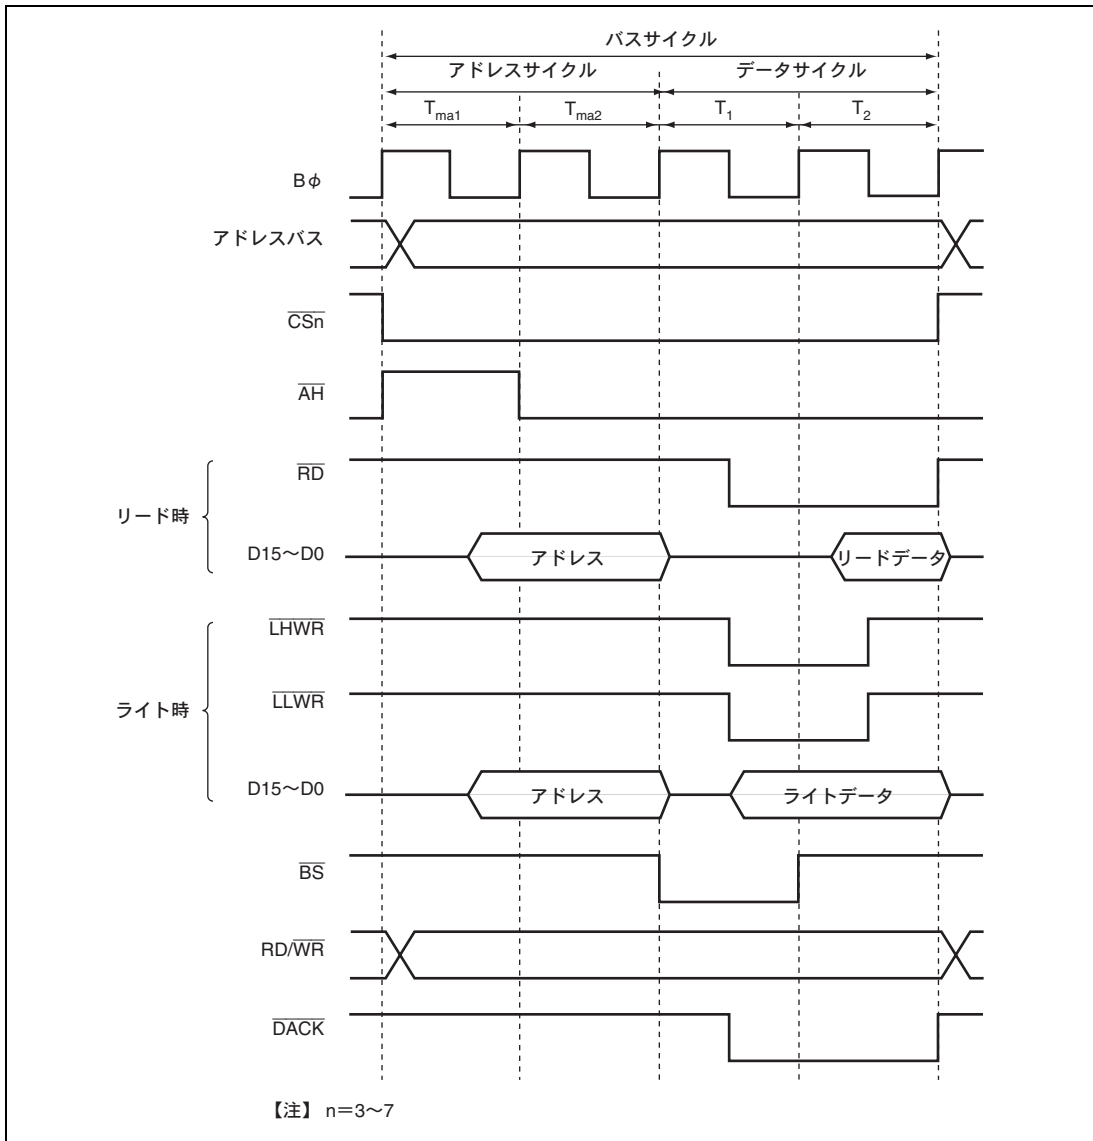 バスサイクル
アドレスサイクル データサイクル
Tma1 Tma2 T1 T2
Bφ
アドレスバス
CSn
AH
リード時
RD
D15～D0 アドレス リードデータ
ライト時
LHWR
LLWR
D15～D0 アドレス ライトデータ
BS
RD/WR
DACK
【注】 n＝3～7